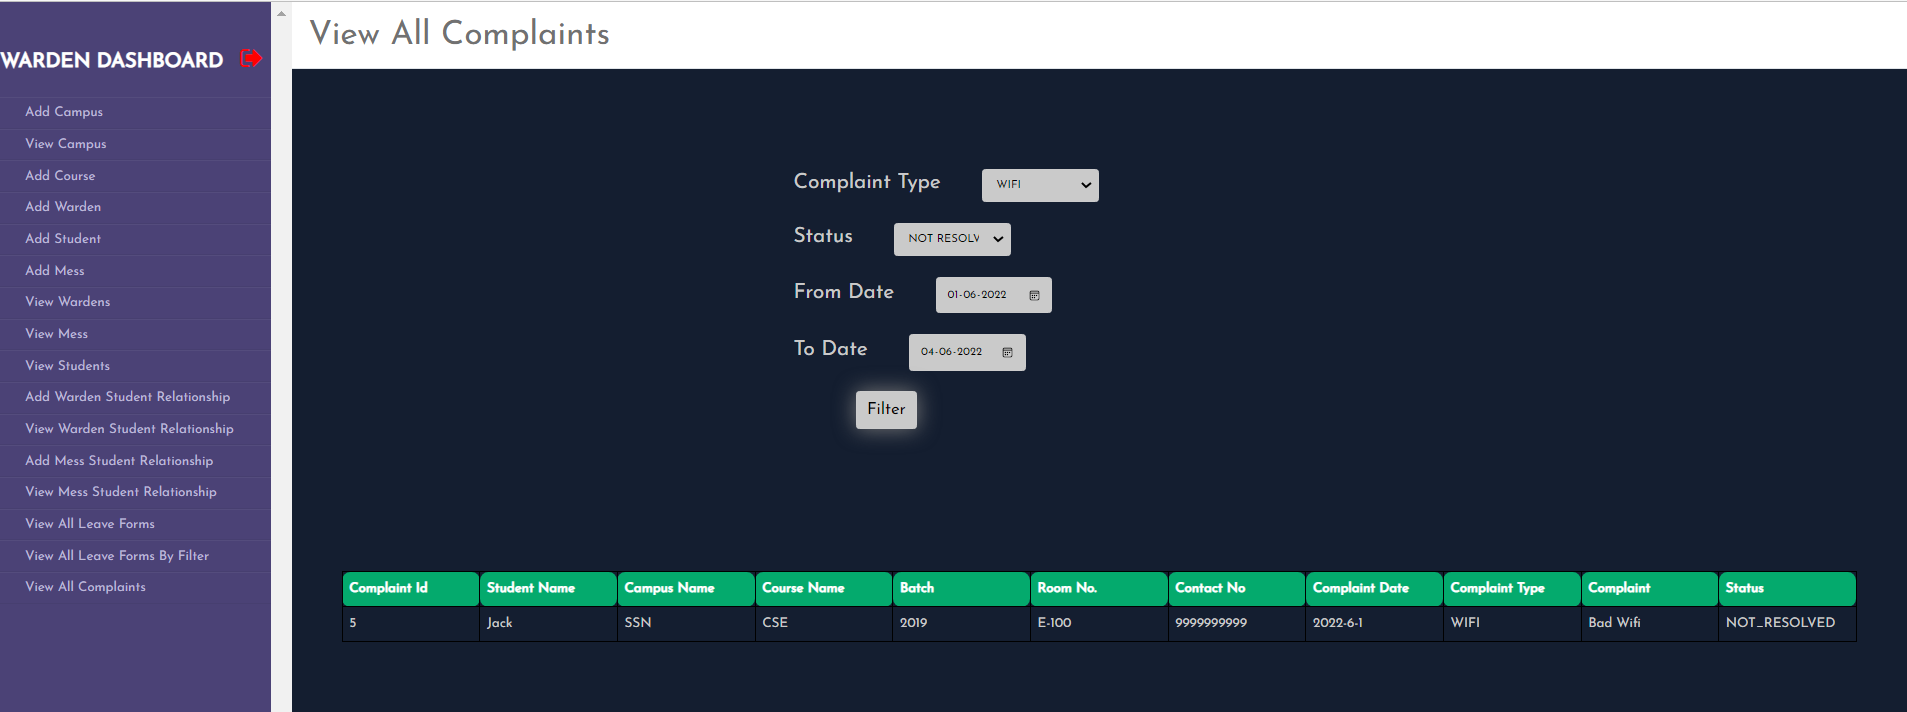 View All Complaints
WARDEN DASHBOARD
Add Campus
View Campus
Add Course
Add Warden
Add Student
Add Mess
View Wardens
View Mess
View Students
Add Warden Student Relationship
View Warden Student Relationship
Add Mess Student Relationship
View Mess Student Relationship
View All Leave Forms
View All Leave Forms By Filter
View All Complaints
Complaint Type WIFI
Status NOT RESOLV
From Date 01-06-2022
To Date 04-06-2022
Filter
Complaint Id Student Name Campus Name Course Name Batch Room No. Contact No Complaint Date Complaint Type Complaint Status
5 Jack SSN CSE 2019 E-100 9999999999 2022-6-1 WIFI Bad Wifi NOT_RESOLVED